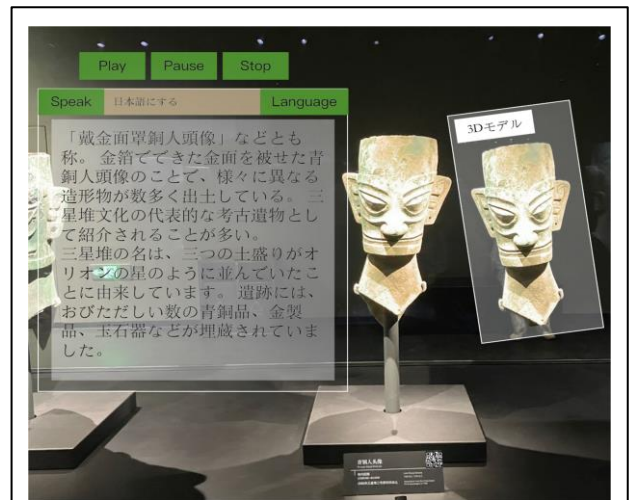 Play Pause Stop
Speak 日本語にする Language
「戴金面罩銅人頭像」などとも
称。 金箔でできた金面を被せた青
銅人頭像のことで、様々に異なる
造形物が数多く出土している。 三
星堆文化の代表的な考古遺物とし
て紹介されることが多い。
三星堆の名は、三つの土盛りがオ
リオンの星のように並んでいたこ
とに由来しています。 遺跡には、
おびただしい数の青銅品、金製
品、玉石器などが埋蔵されていま
した。
3Dモデル